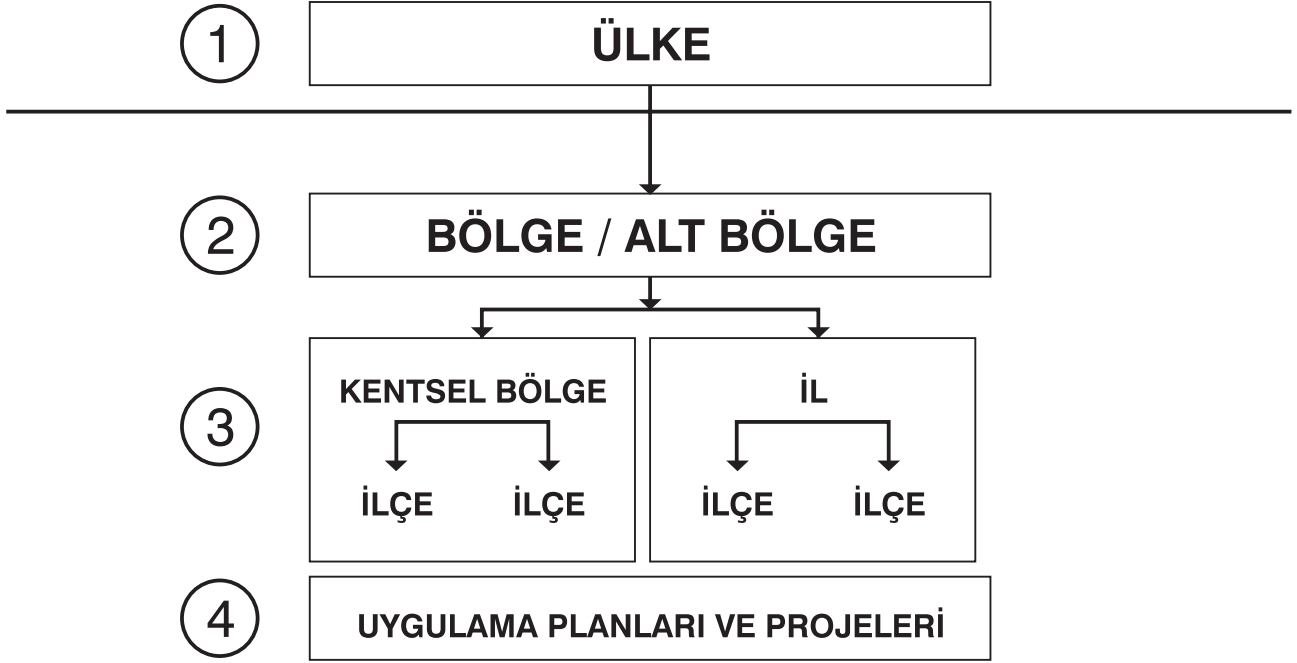 1
ÜLKE
2
BÖLGE / ALT BÖLGE
3
KENTSEL BÖLGE
İLÇE İLÇE
İL
İLÇE İLÇE
4
UYGULAMA PLANLARI VE PROJELERİ